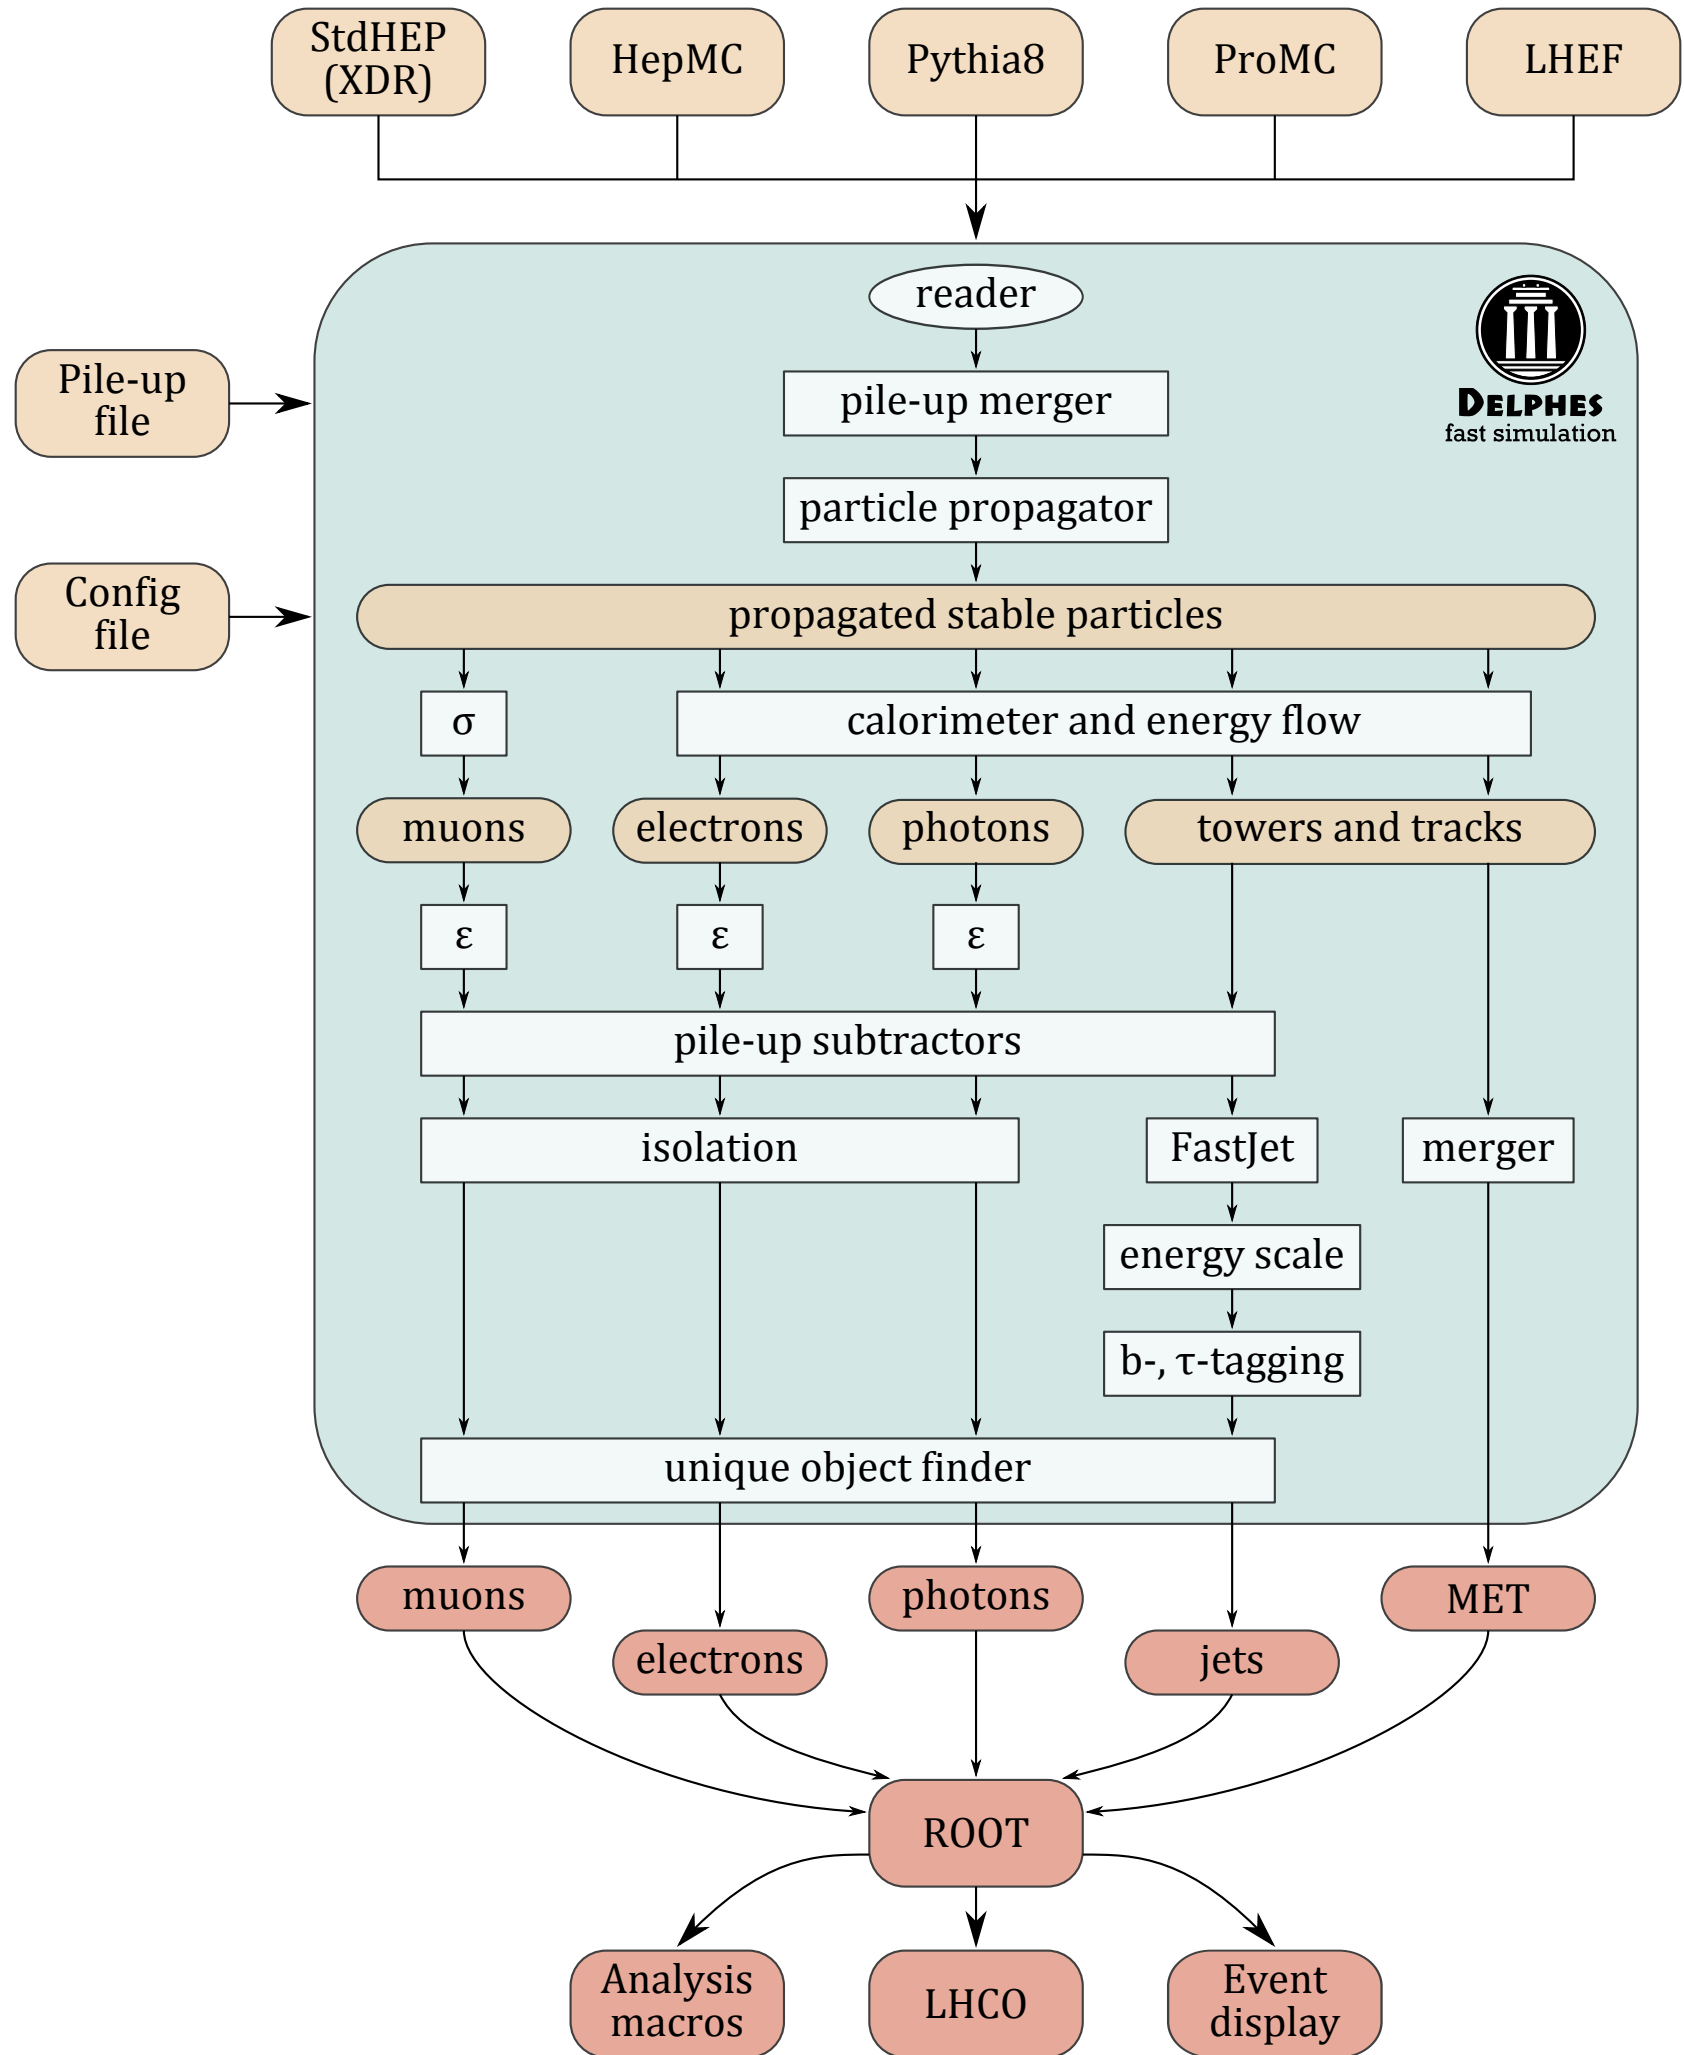 StdHEP
(XDR)
HepMC
Pythia8
ProMC
LHEF
reader
Pile-up
file
pile-up merger
DELPHES
fast simulation
particle propagator
Config
file
propagated stable particles
σ
calorimeter and energy flow
muons
electrons
photons
towers and tracks
ε
ε
ε
pile-up subtractors
isolation
FastJet
merger
energy scale
b-, τ-tagging
unique object finder
muons
photons
MET
electrons
jets
ROOT
Analysis
macros
LHCO
Event
display